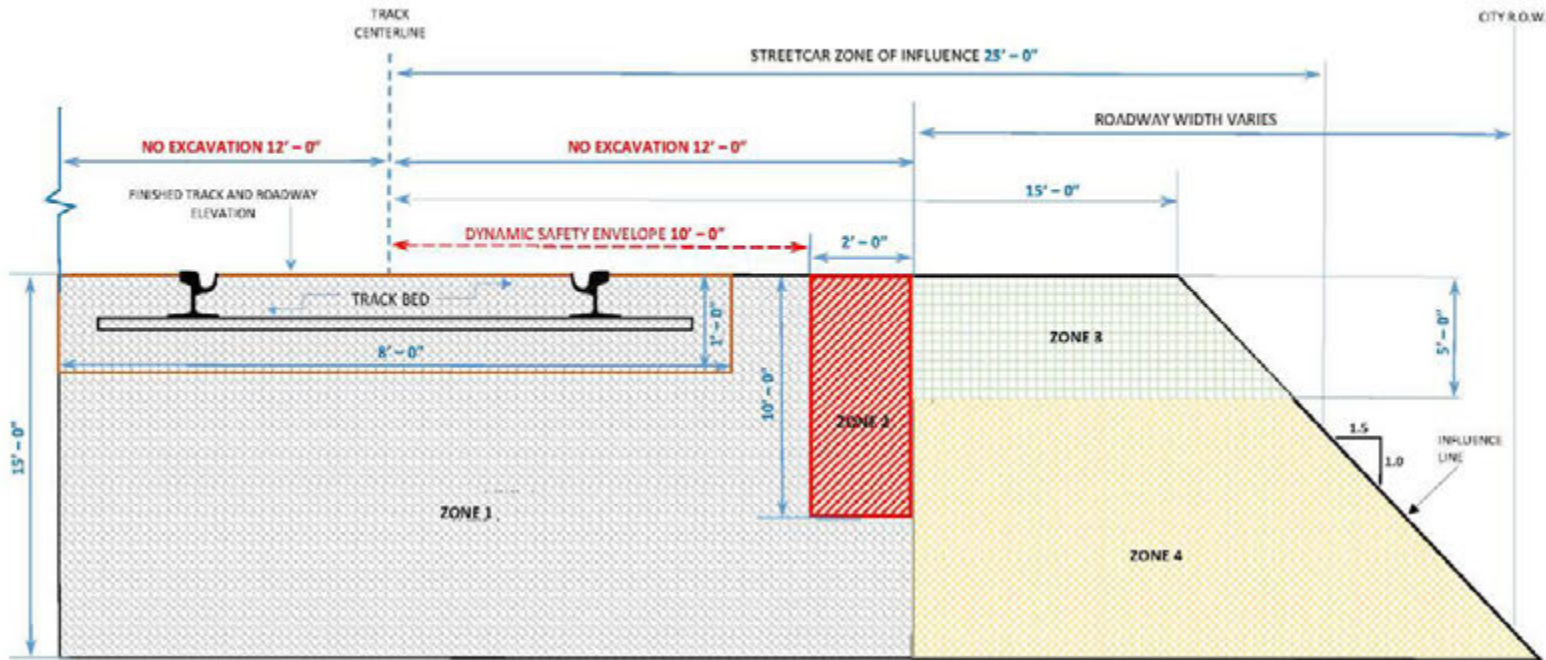 TRACK
CENTERLINE
CITY R.O.W.
STREETCAR ZONE OF INFLUENCE 25' – 0"
ROADWAY WIDTH VARIES
NO EXCAVATION 12' – 0"
NO EXCAVATION 12' – 0"
FINISHED TRACK AND ROADWAY
ELEVATION
15' – 0"
DYNAMIC SAFETY ENVELOPE 10' – 0"
2' – 0"
TRACK BED
1' – 0"
8' – 0"
ZONE 3
5' – 0"
10' – 0"
ZONE 2
15' – 0"
1.5
1.0
INFLUENCE
LINE
ZONE 1
ZONE 4